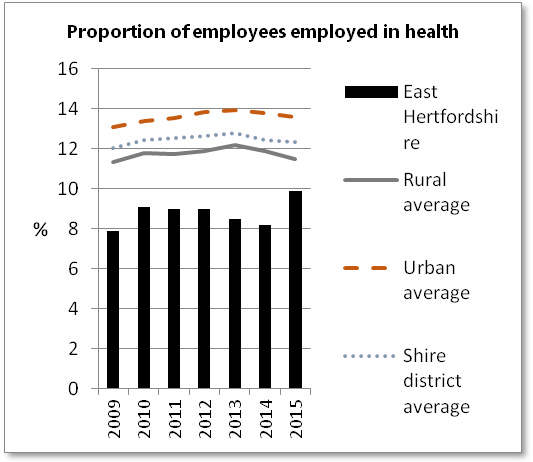 Proportion of employees employed in health
16
14
12
10
8
6
4
2
0
%
2009
2010
2011
2012
2013
2014
2015
East
Hertfordshi
re
Rural
average
Urban
average
Shire
district
average